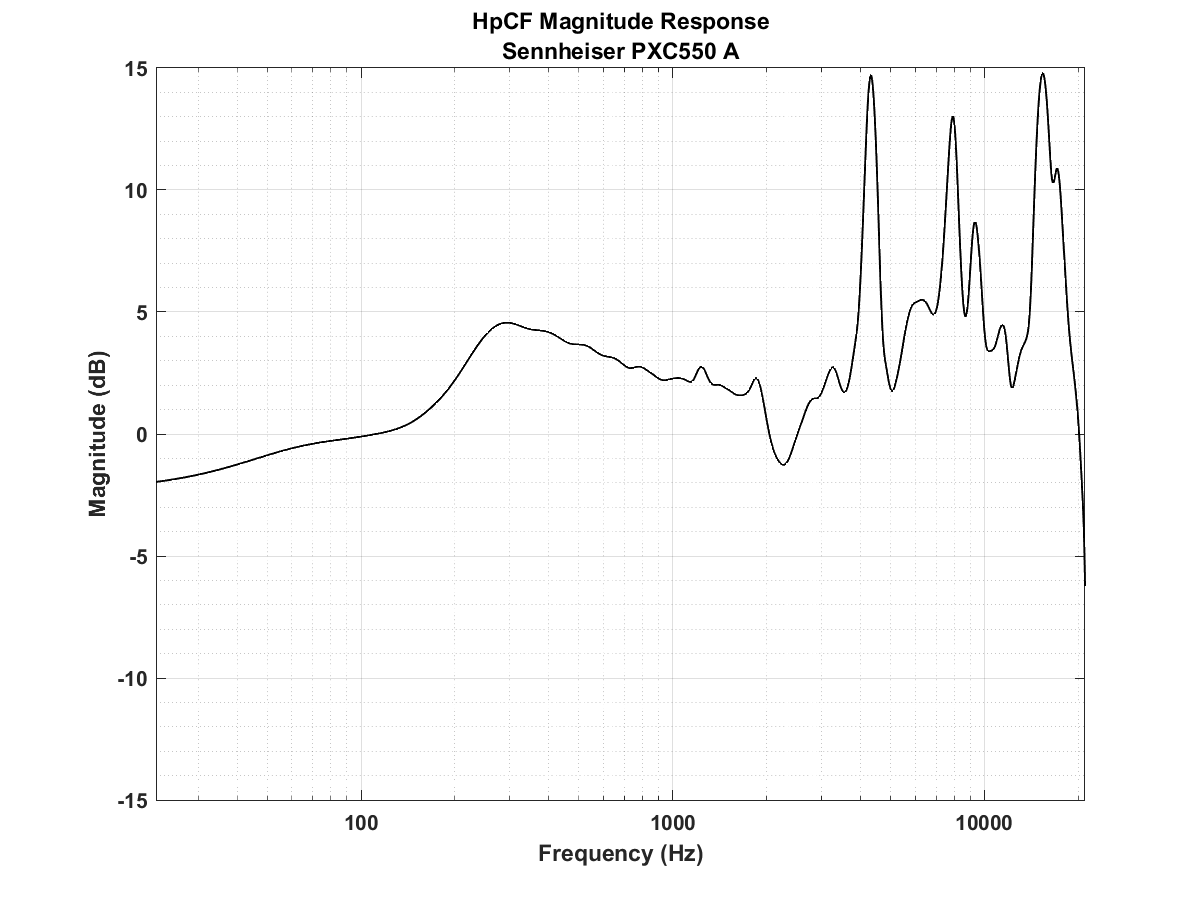 HpCF Magnitude Response
Sennheiser PXC550 A
15
10
5
0
-5
-10
-15
Magnitude (dB)
100
1000
10000
Frequency (Hz)